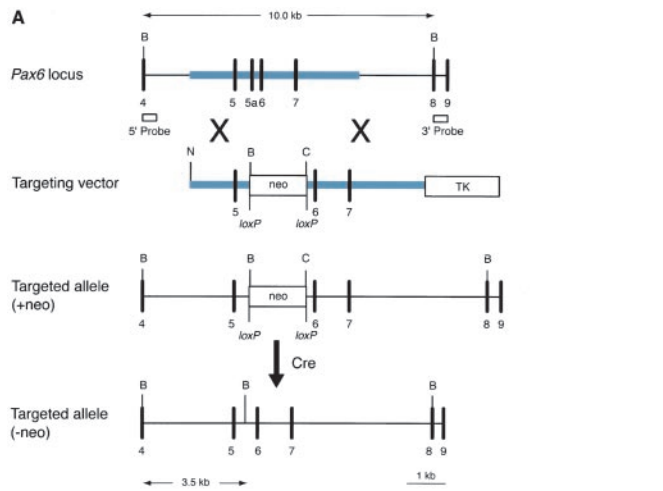 A
10.0 kb
B B
Pax6 locus
4 5 5a 6 7 8 9
5' Probe 3' Probe
X X
N B C
Targeting vector
neo TK
5 6 7
loxP loxP
B B C B
Targeted allele
(+neo)
neo
4 5 6 7 8 9
loxP loxP
Cre
B B B
Targeted allele
(-neo)
4 5 6 7 8 9
3.5 kb 1 kb